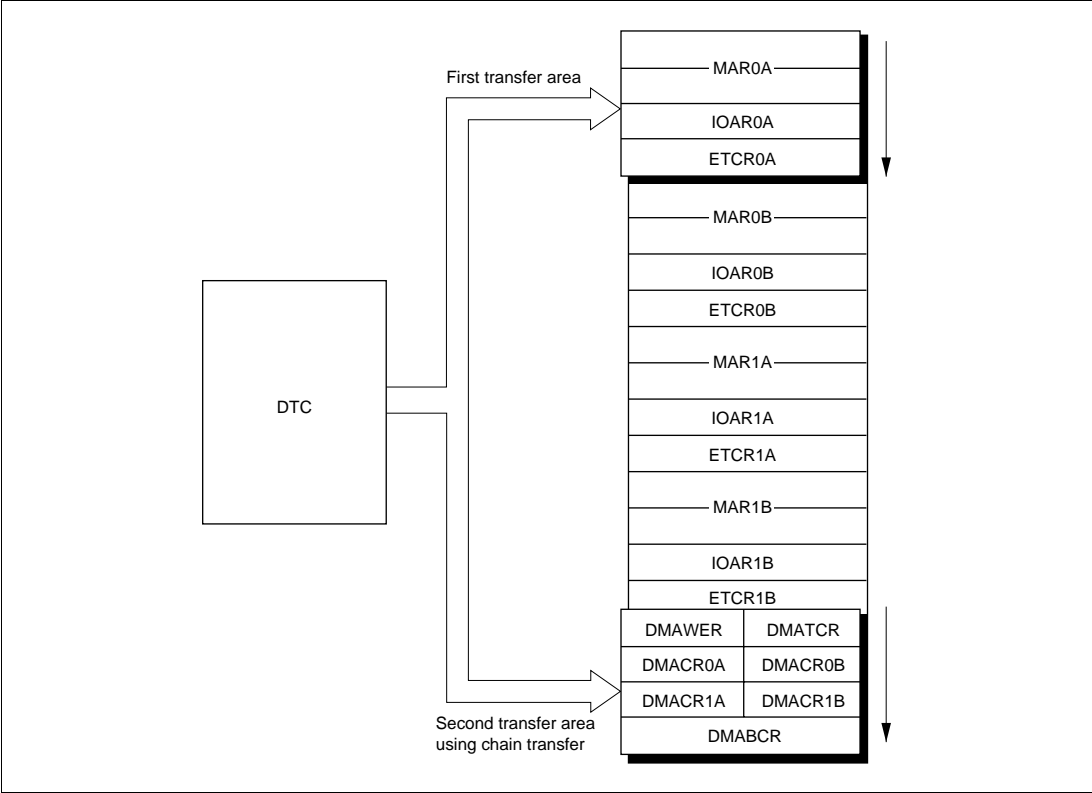 First transfer area
MAR0A
IOAR0A
ETCR0A
MAR0B
IOAR0B
ETCR0B
MAR1A
DTC
IOAR1A
ETCR1A
MAR1B
IOAR1B
ETCR1B
DMAWER DMATCR
DMACR0A DMACR0B
DMACR1A DMACR1B
Second transfer area
using chain transfer
DMABCR